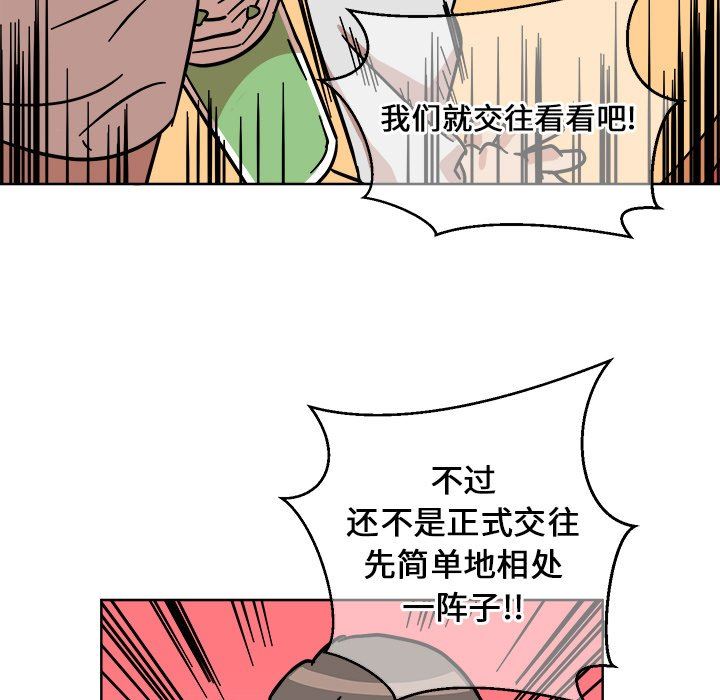 我们就交往看看吧!
不过
还不是正式交往
先简单地相处
一阵子!!